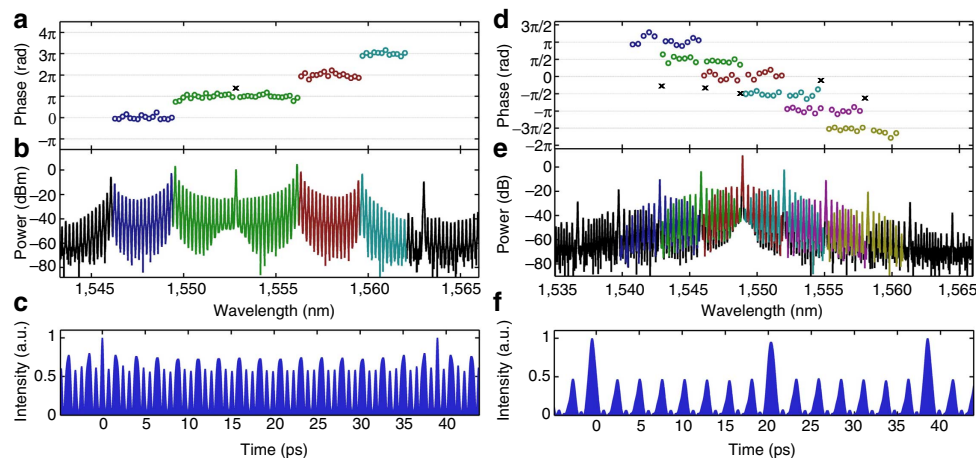 a
Phase (rad)
4π
3π
2π
π
0
−π
b
Power (dBm)
0
−20
−40
−60
−80
1,545 1,550 1,555 1,560 1,565
Wavelength (nm)
c
Intensity (a.u.)
1
0.5
0
0 5 10 15 20 25 30 35 40
Time (ps)
d
Phase (rad)
3π/2
π
π/2
0
−π/2
−π
−3π/2
−2π
e
Power (dB)
0
−20
−40
−60
−80
1,535 1,540 1,545 1,550 1,555 1,560 1,565
Wavelength (nm)
f
Intensity (a.u.)
1
0.5
0
0 5 10 15 20 25 30 35 40
Time (ps)